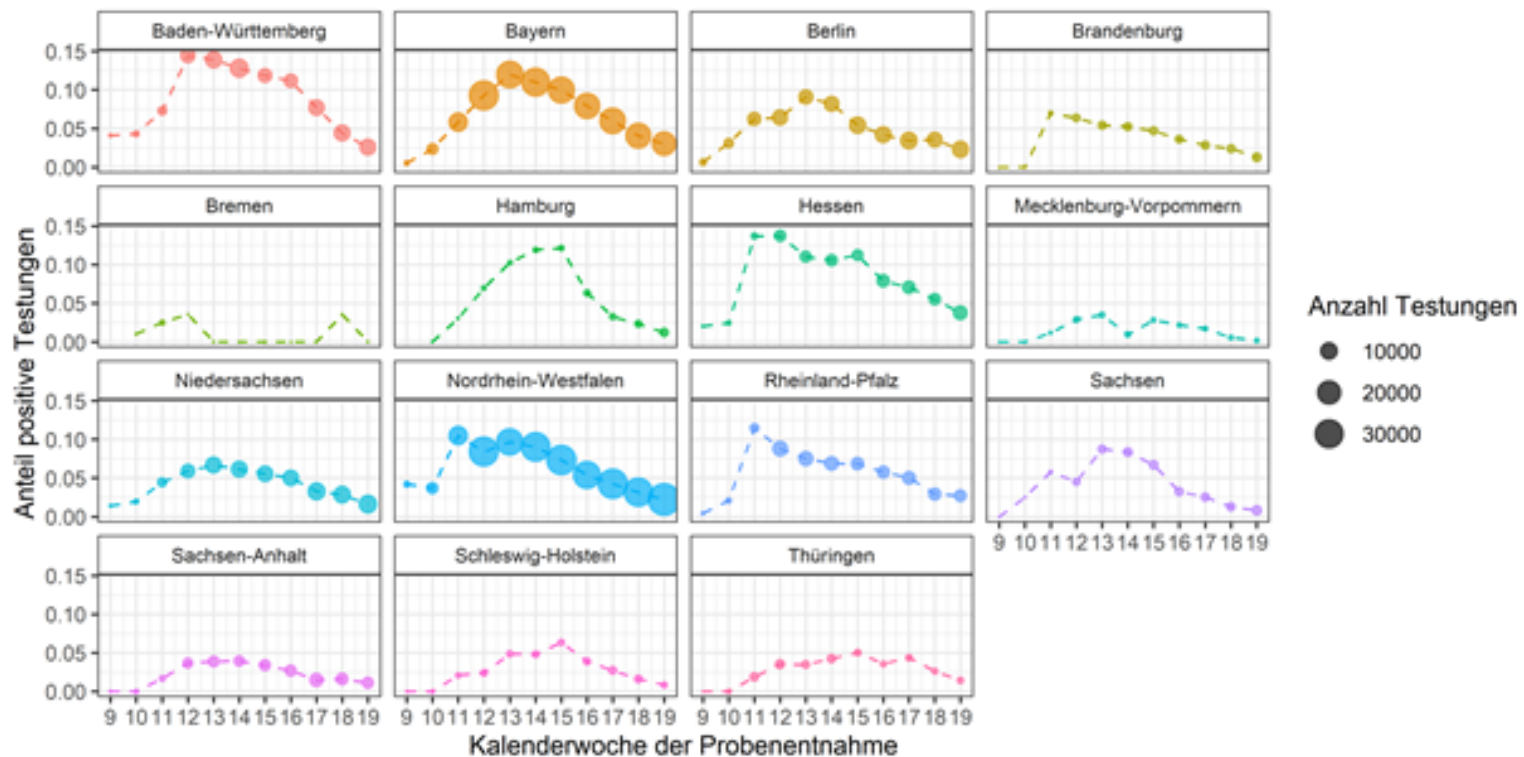 Baden-Württemberg Bayern Berlin Brandenburg
0.15
0.10
0.05
0.00
Bremen Hamburg Hessen Mecklenburg-Vorpommern
0.15
0.10
0.05
0.00
Niedersachsen Nordrhein-Westfalen Rheinland-Pfalz Sachsen
0.15
0.10
0.05
0.00
9 10 11 12 13 14 15 16 17 18 19
Sachsen-Anhalt Schleswig-Holstein Thüringen
0.15
0.10
0.05
0.00
9 10 11 12 13 14 15 16 17 18 19 9 10 11 12 13 14 15 16 17 18 19 9 10 11 12 13 14 15 16 17 18 19
Kalenderwoche der Probenentnahme
Anteil positive Testungen
Anzahl Testungen
10000
20000
30000